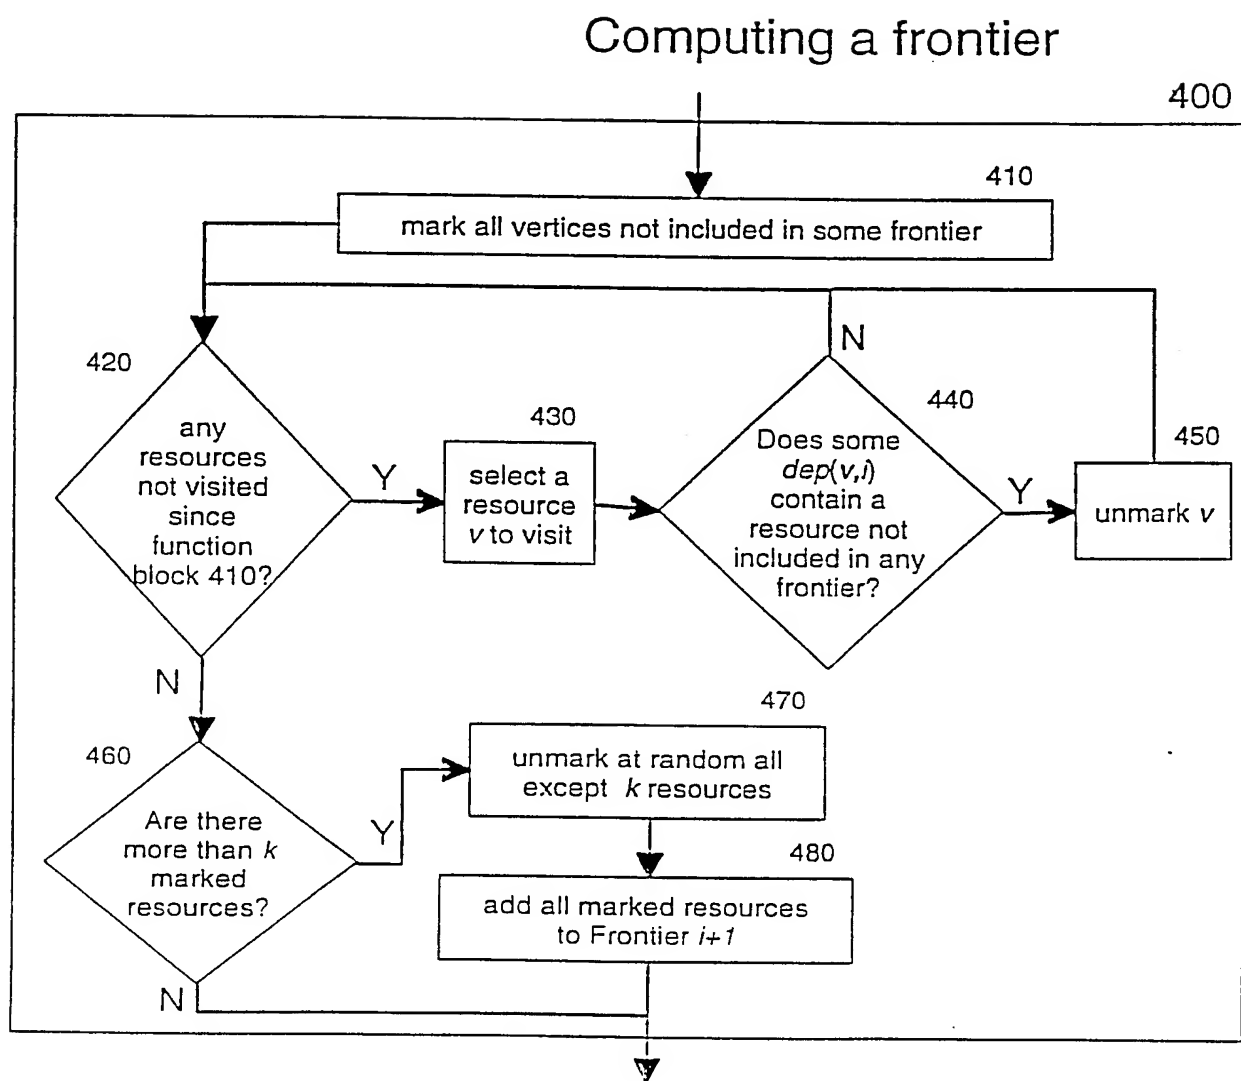 Computing a frontier
400
410
mark all vertices not included in some frontier
420
any
resources
not visited
since
function
block 410?
Y
N
430
select a
resource
v to visit
440
N
Does some
dep(v,i)
contain a
resource not
included in any
frontier?
Y
450
unmark v
460
Are there
more than k
marked
resources?
Y
N
470
unmark at random all
except k resources
480
add all marked resources
to Frontier i+1